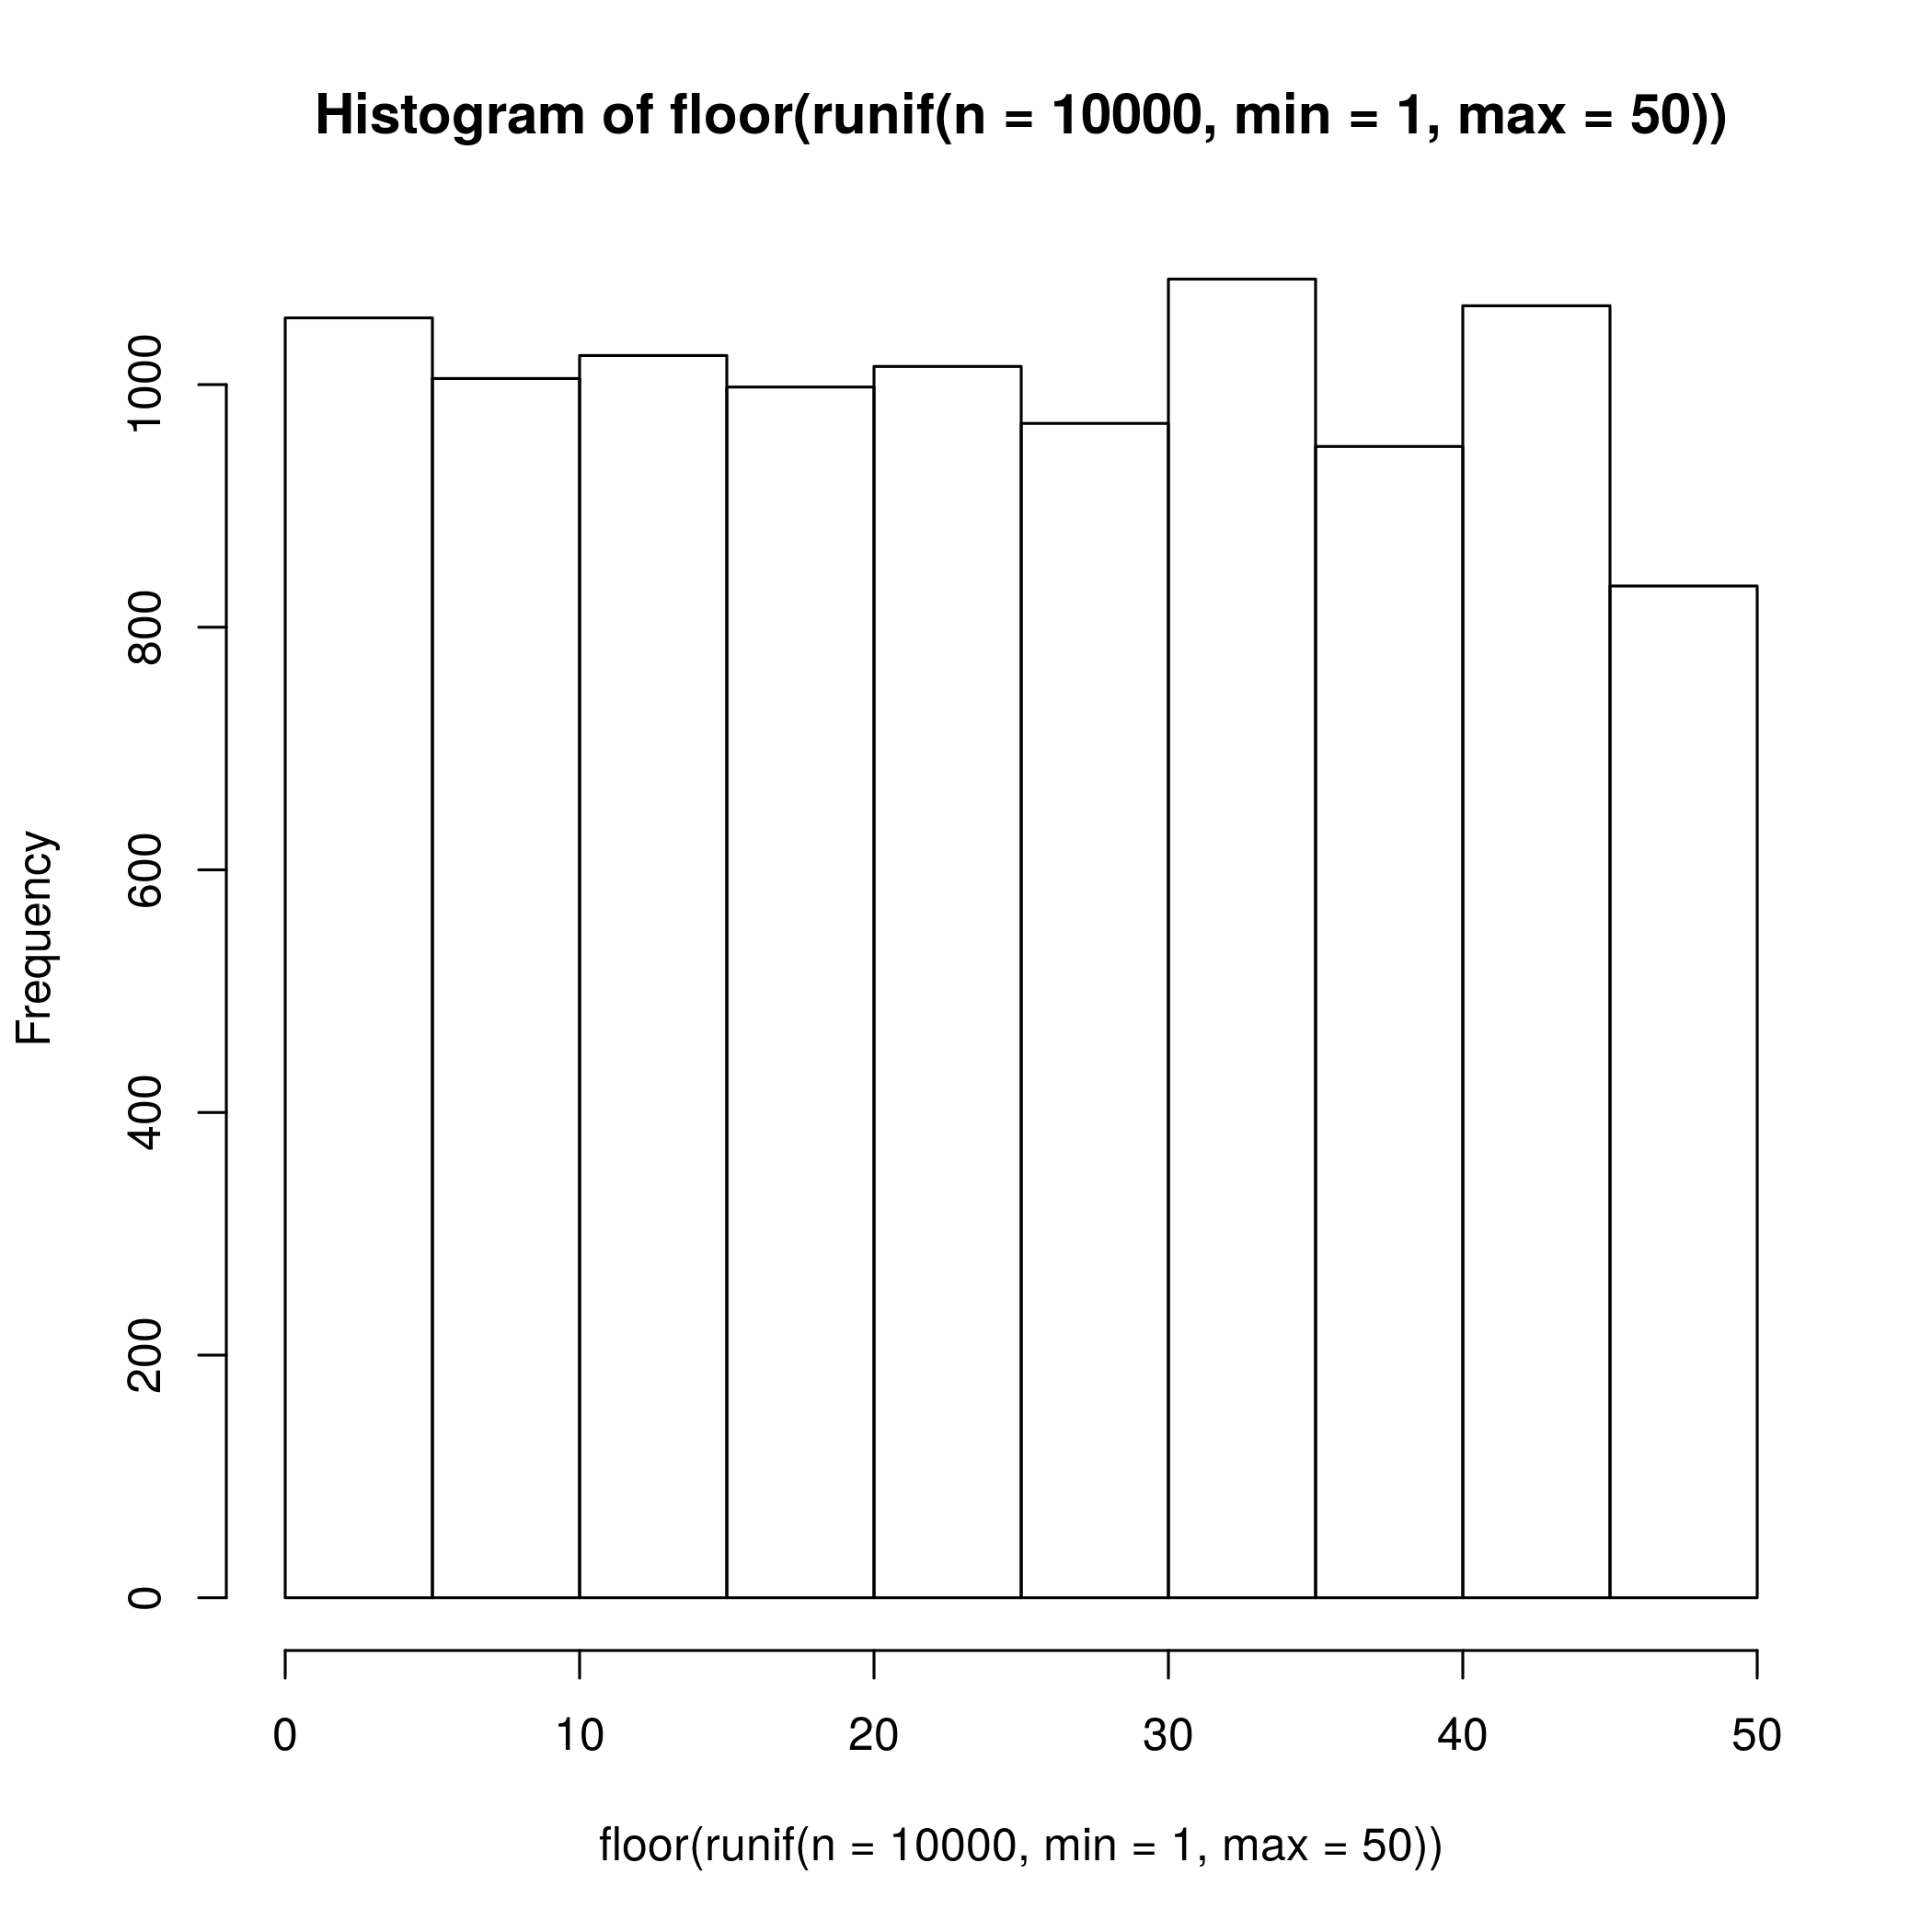 Histogram of floor(runif(n = 10000, min = 1, max = 50))
Frequency
1000
800
600
400
200
0
0 10 20 30 40 50
floor(runif(n = 10000, min = 1, max = 50))